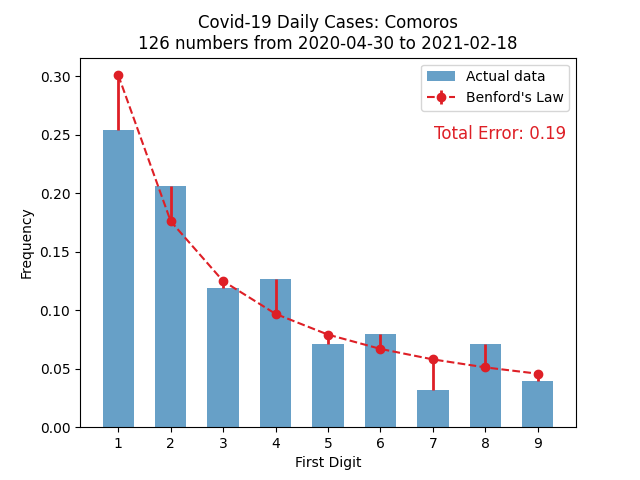 Covid-19 Daily Cases: Comoros
126 numbers from 2020-04-30 to 2021-02-18
Actual data
Benford's Law
Total Error: 0.19
0.30
0.25
0.20
0.15
0.10
0.05
0.00
Frequency
1 2 3 4 5 6 7 8 9
First Digit